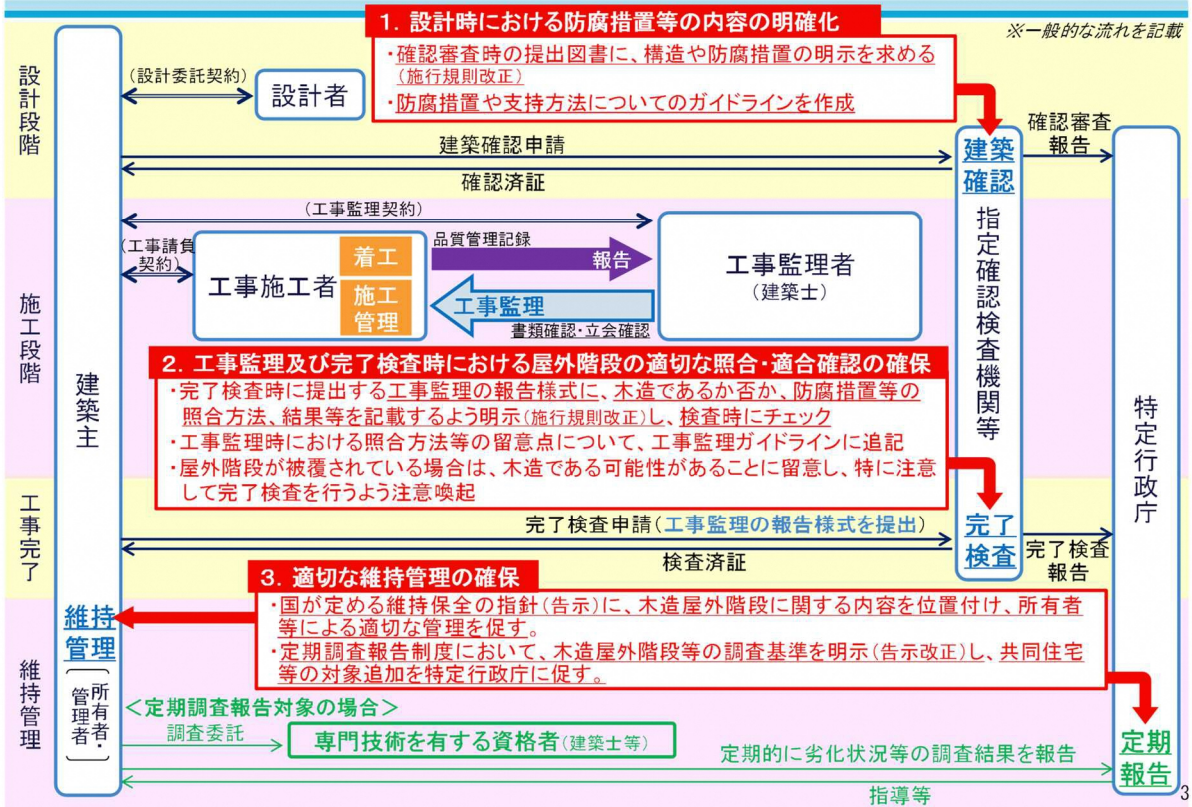 ※一般的な流れを記載
1．設計時における防腐措置等の内容の明確化
・確認審査時の提出図書に、構造や防腐措置の明示を求める
（施行規則改正）
・防腐措置や支持方法についてのガイドラインを作成
設計段階
（設計委託契約）
設計者
建築確認申請
確認済証
建築
確認
確認審査
報告
指定確認検査機関等
特定行政庁
建築主
施工段階
（工事監理契約）
（工事請負
契約）
工事施工者
着工
施工
管理
品質管理記録
報告
工事監理
書類確認・立会確認
工事監理者
（建築士）
2．工事監理及び完了検査時における屋外階段の適切な照合・適合確認の確保
・完了検査時に提出する工事監理の報告様式に、木造であるか否か、防腐措置等の
照合方法、結果等を記載するよう明示（施行規則改正）し、検査時にチェック
・工事監理時における照合方法等の留意点について、工事監理ガイドラインに追記
・屋外階段が被覆されている場合は、木造である可能性があることに留意し、特に注意
して完了検査を行うよう注意喚起
工事完了
完了検査申請（工事監理の報告様式を提出）
検査済証
完了
検査
完了検査
報告
3．適切な維持管理の確保
・国が定める維持保全の指針（告示）に、木造屋外階段に関する内容を位置付け、所有者
等による適切な管理を促す。
・定期調査報告制度において、木造屋外階段等の調査基準を明示（告示改正）し、共同住宅
等の対象追加を特定行政庁に促す。
維持管理
維持
管理
（所有者・
管理者）
＜定期調査報告対象の場合＞
調査委託
専門技術を有する資格者（建築士等）
定期的に劣化状況等の調査結果を報告
指導等
定期
報告
3